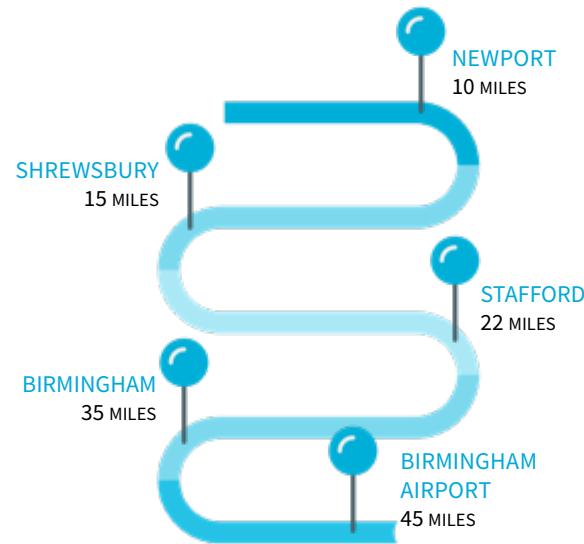 NEWPORT
10 MILES
SHREWSBURY
15 MILES
STAFFORD
22 MILES
BIRMINGHAM
35 MILES
BIRMINGHAM
AIRPORT
45 MILES